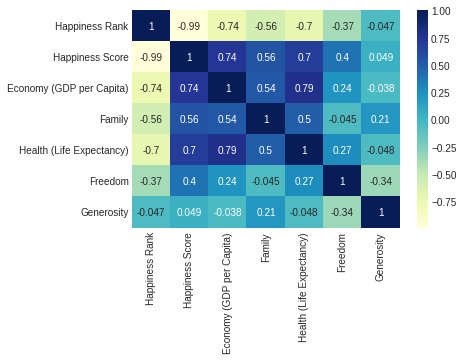 Happiness Rank 1 -0.99 -0.74 -0.56 -0.7 -0.37 -0.047
Happiness Score -0.99 1 0.74 0.56 0.7 0.4 0.049
Economy (GDP per Capita) -0.74 0.74 1 0.54 0.79 0.24 -0.038
Family -0.56 0.56 0.54 1 0.5 -0.045 0.21
Health (Life Expectancy) -0.7 0.7 0.79 0.5 1 0.27 -0.048
Freedom -0.37 0.4 0.24 -0.045 0.27 1 -0.34
Generosity -0.047 0.049 -0.038 0.21 -0.048 -0.34 1
Happiness Rank
Happiness Score
Economy (GDP per Capita)
Family
Health (Life Expectancy)
Freedom
Generosity
1.00
0.75
0.50
0.25
0.00
-0.25
-0.50
-0.75